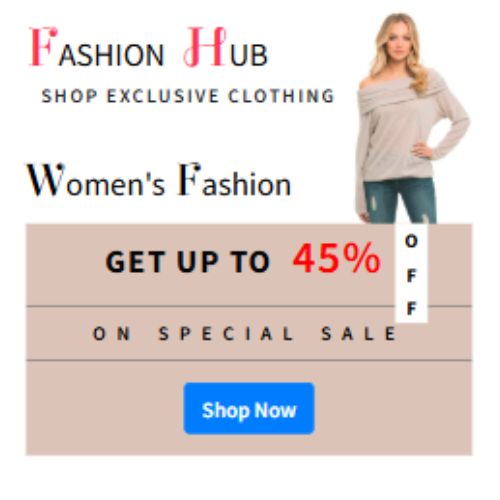 FASHION HUB
SHOP EXCLUSIVE CLOTHING
Women's Fashion
GET UP TO 45%
OFF
ON SPECIAL SALE
Shop Now